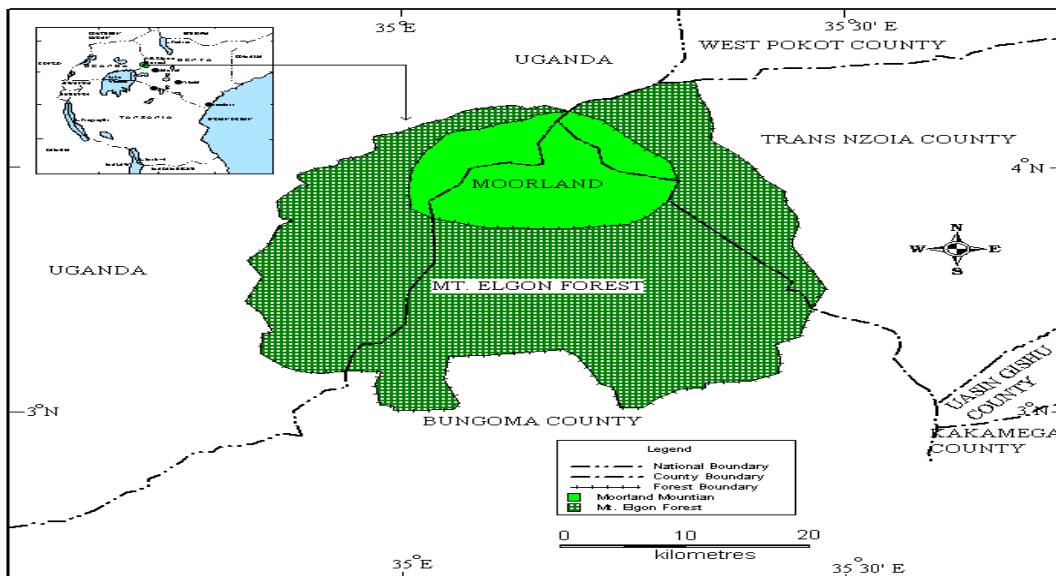 35° E
35° 30' E
UGANDA
WEST POKOT COUNTY
TRANS NZOIA COUNTY
Tanzania
4° N
MOORLAND
N
W E
S
UGANDA
MT. ELGON FOREST
UASIN GISHU
COUNTY
3° N
3° N
BUNGOMA COUNTY
KAKAMEGA
COUNTY
Legend
National Boundary
County Boundary
Forest Boundary
Moorland Mountian
Mt. Elgon Forest
0 10 20
kilometres
35° E
35° 30' E